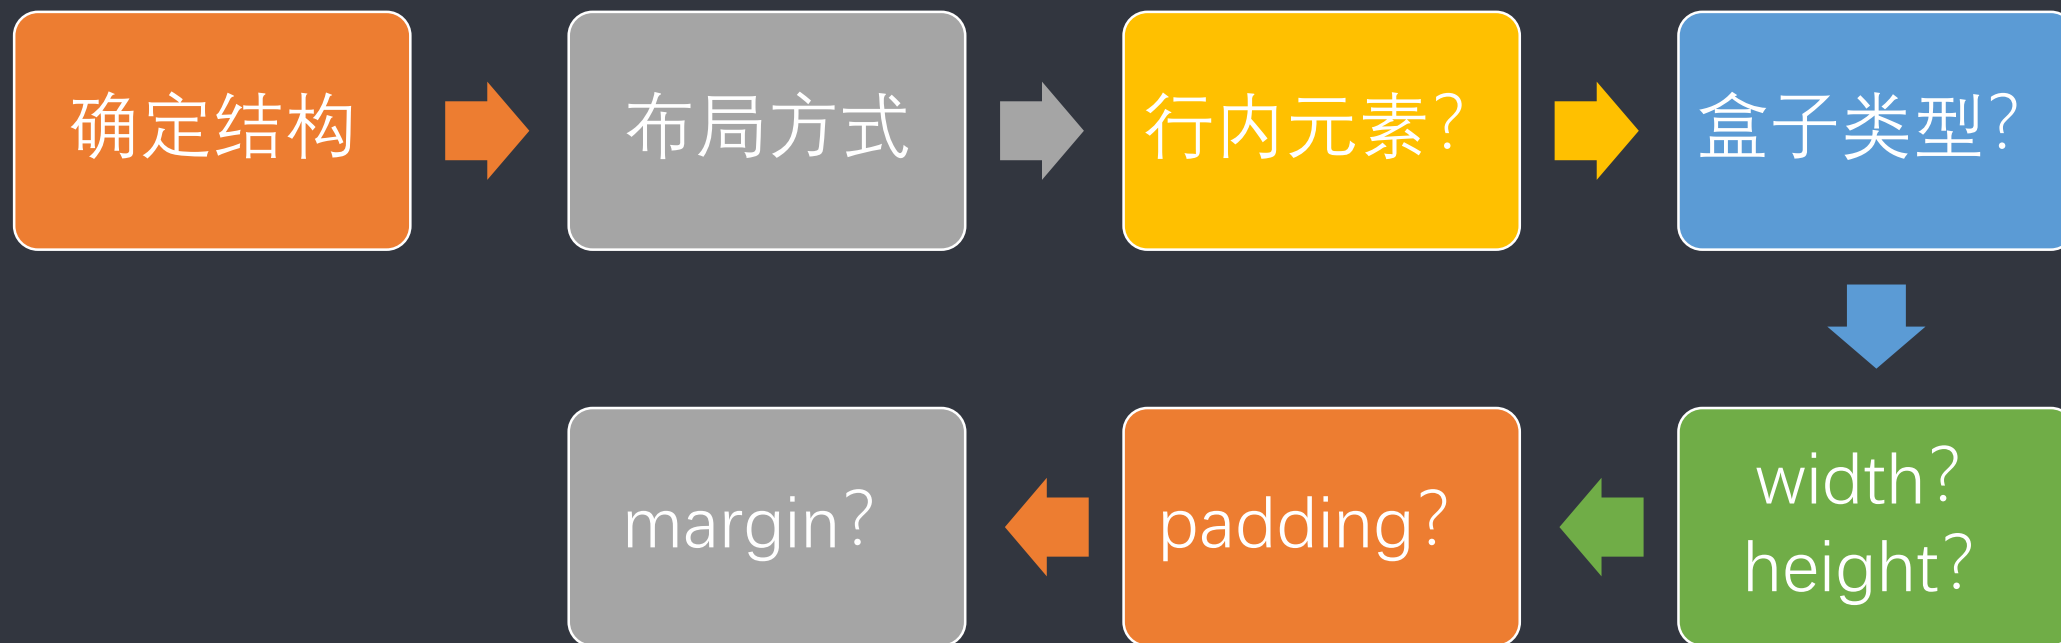 确定结构
布局方式
行内元素？
盒子类型？
width？
height？
padding？
margin？